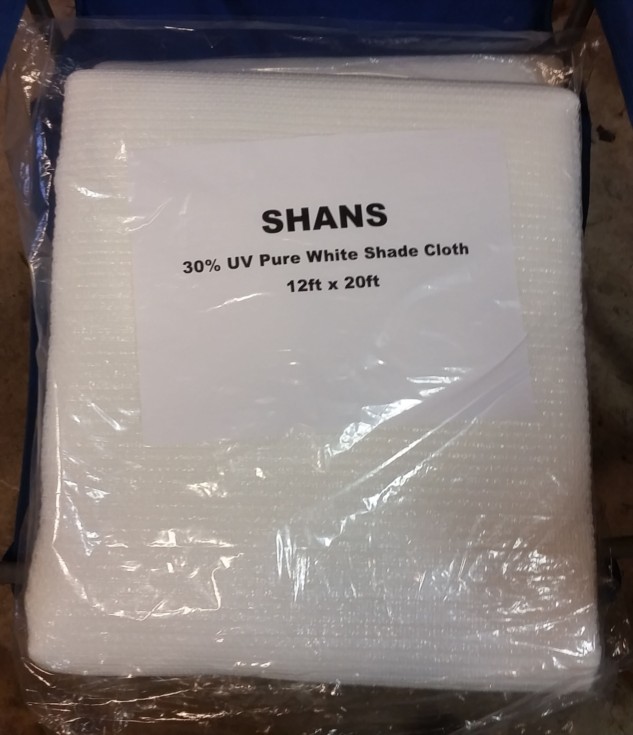 SHANS
30% UV Pure White Shade Cloth
12ft x 20ft